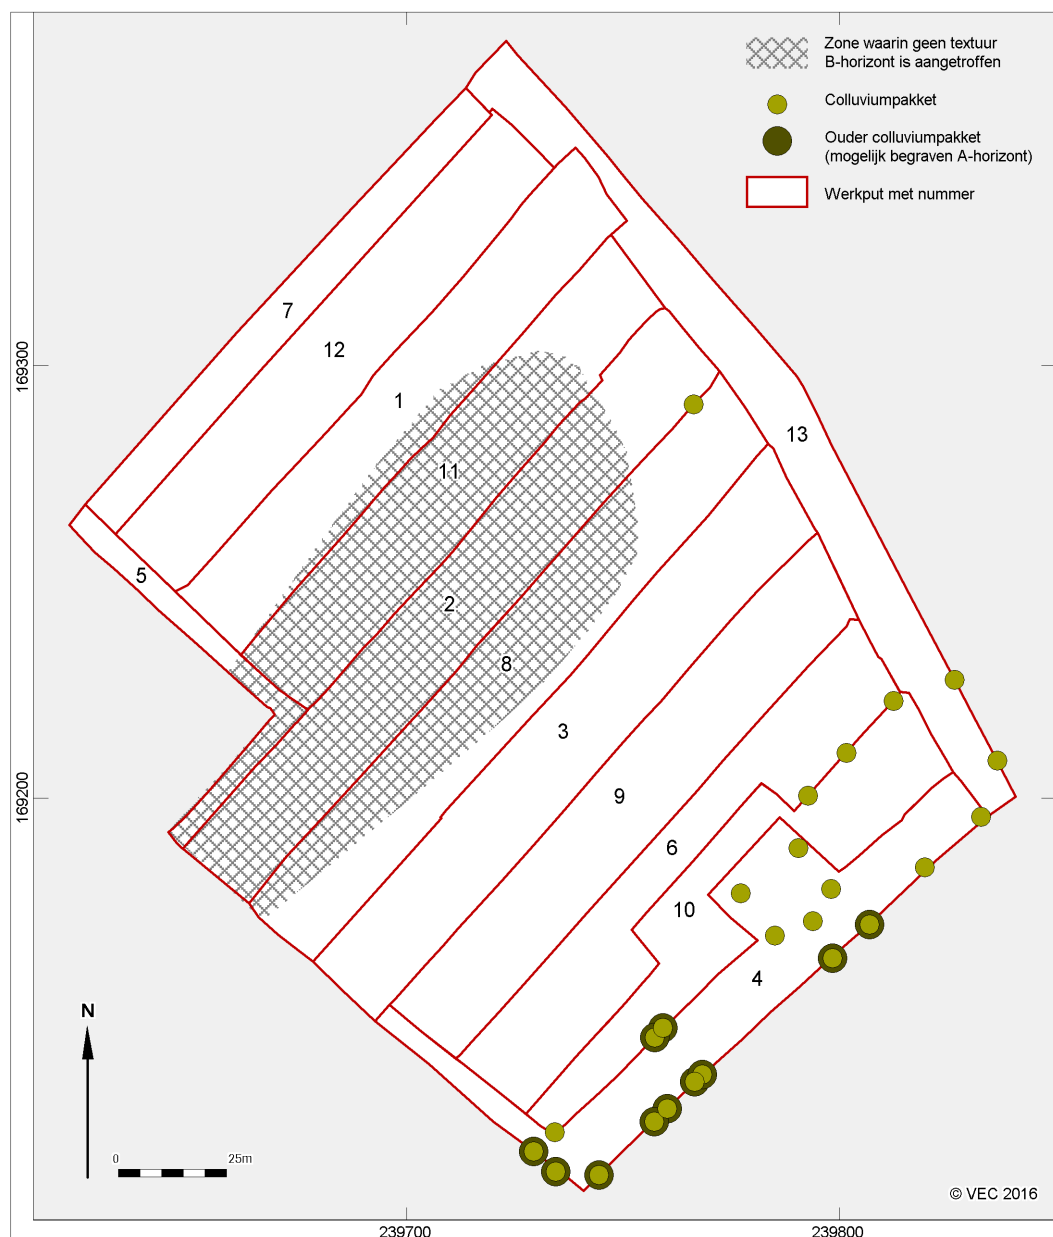 Zone waarin geen textuur
B-horizont is aangetroffen
Colluviumpakket
Ouder colluviumpakket
(mogelijk begraven A-horizont)
Werkput met nummer
7
12
1
11
13
5
2
8
3
9
6
10
4
169300
169200
N
0 25m
© VEC 2016
239700 239800